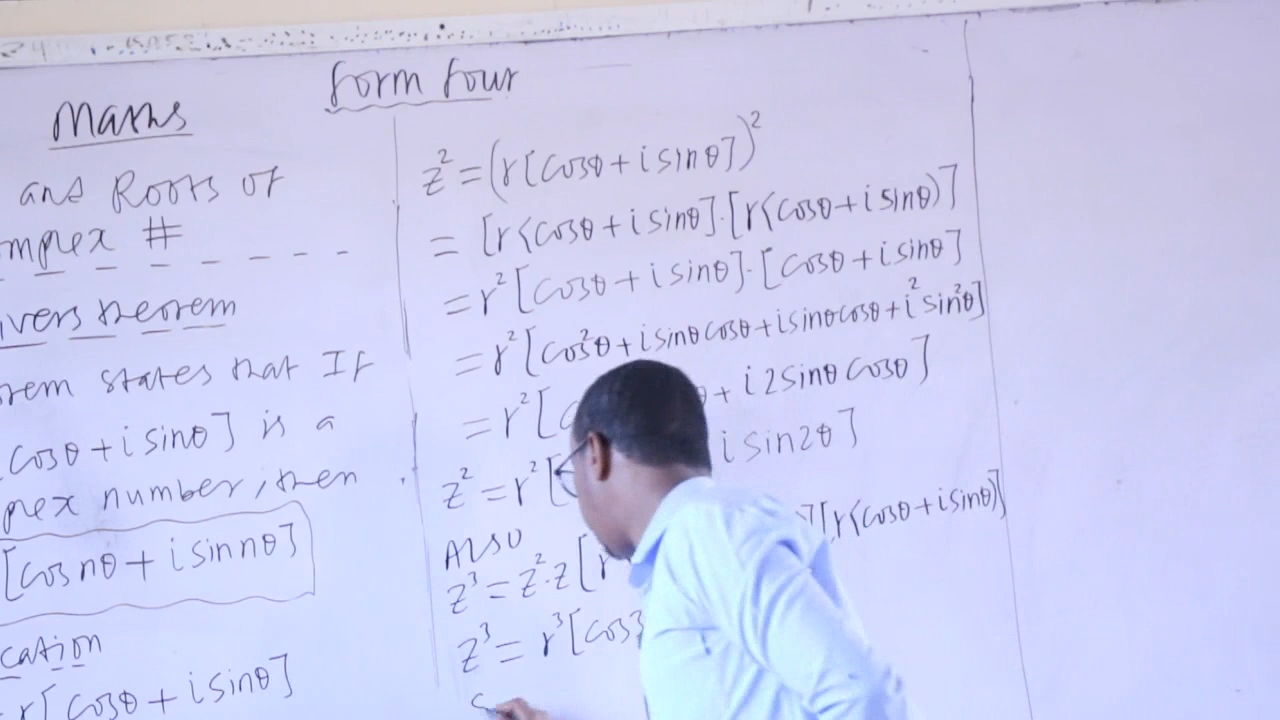 Form Four
Maths
and Roots of
mplex #
ivers theorem
rem states that If
cosθ + i sinθ] is a
plex number, then
[cos nθ + i sin nθ]
cation
r[cosθ + i sinθ]
z² = (r[cosθ + i sinθ])²
= [r<cosθ + i sinθ].[r<cosθ + i sinθ)]
= r²[cosθ + i sinθ].[cosθ + i sinθ]
= r²[cos²θ + i sinθ cosθ + i sinθ cosθ + i² sin²θ]
= r²[c + i 2 sinθ cosθ]
z² = r²[ i sin2θ]
ALSO
z³ = z².z [r ][r<cosθ + i sinθ)]
z³ = r³[cos3